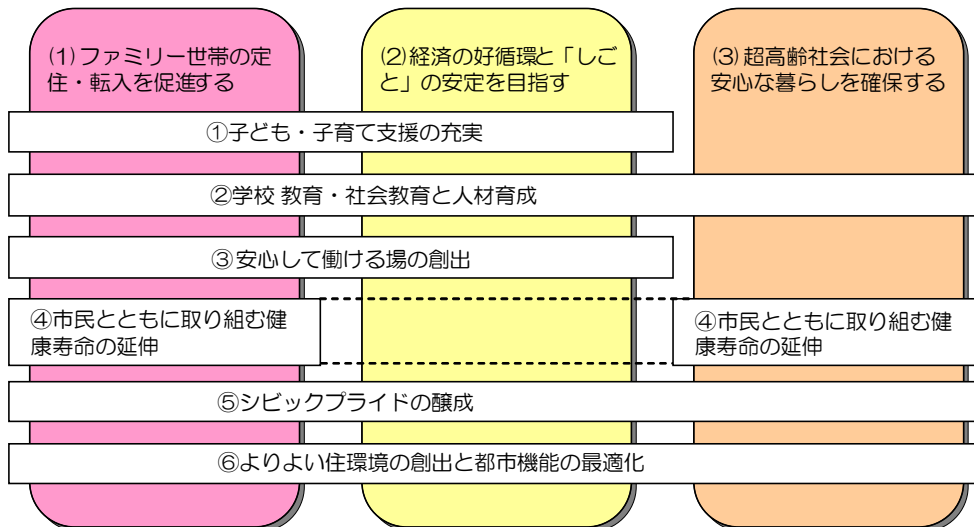 (1)ファミリー世帯の定
住・転入を促進する
(2)経済の好循環と「しご
と」の安定を目指す
(3)超高齢社会における
安心な暮らしを確保する
①子ども・子育て支援の充実
②学校 教育・社会教育と人材育成
③安心して働ける場の創出
④市民とともに取り組む健
康寿命の延伸
④市民とともに取り組む健
康寿命の延伸
⑤シビックプライドの醸成
⑥よりよい住環境の創出と都市機能の最適化